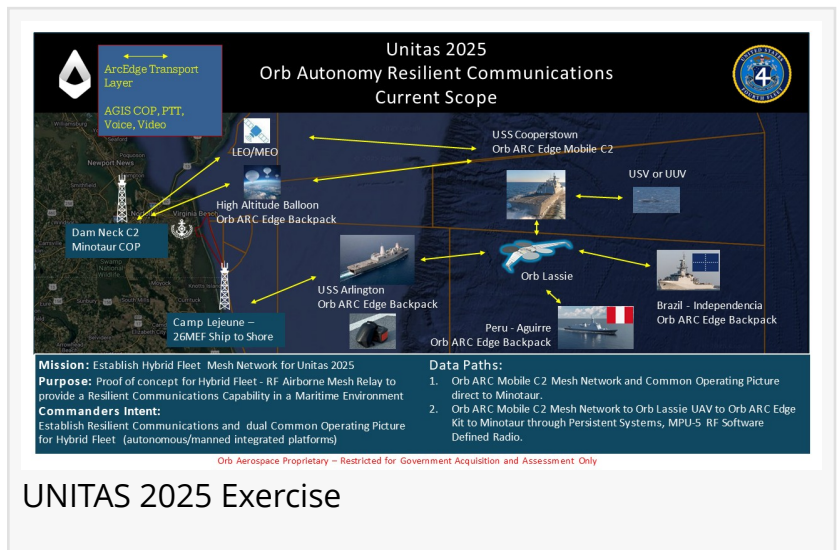 Unitas 2025
Orb Autonomy Resilient Communications
Current Scope
ArcEdge Transport
Layer
AGIS COP, PTT,
Voice, Video
UNITED STATES
4
FOURTH FLEET
LEO/MEO
USS Cooperstown
Orb ARC Edge Mobile C2
USV or UUV
High Altitude Balloon
Orb ARC Edge Backpack
Newport News
Virginia Beach
Dam Neck C2
Minotaur COP
Orb Lassie
USS Arlington
Orb ARC Edge Backpack
Brazil - Independencia
Orb ARC Edge Backpack
Camp Lejeune –
26MEF Ship to Shore
Peru - Aguirre
Orb ARC Edge Backpack
Mission: Establish Hybrid Fleet Mesh Network for Unitas 2025
Purpose: Proof of concept for Hybrid Fleet - RF Airborne Mesh Relay to
provide a Resilient Communications Capability in a Maritime Environment
Commanders Intent:
Establish Resilient Communications and dual Common Operating Picture
for Hybrid Fleet (autonomous/manned integrated platforms)
Data Paths:
1. Orb ARC Mobile C2 Mesh Network and Common Operating Picture
direct to Minotaur.
2. Orb ARC Mobile C2 Mesh Network to Orb Lassie UAV to Orb ARC Edge
Kit to Minotaur through Persistent Systems, MPU-5 RF Software
Defined Radio.
Orb Aerospace Proprietary – Restricted for Government Acquisition and Assessment Only
UNITAS 2025 Exercise